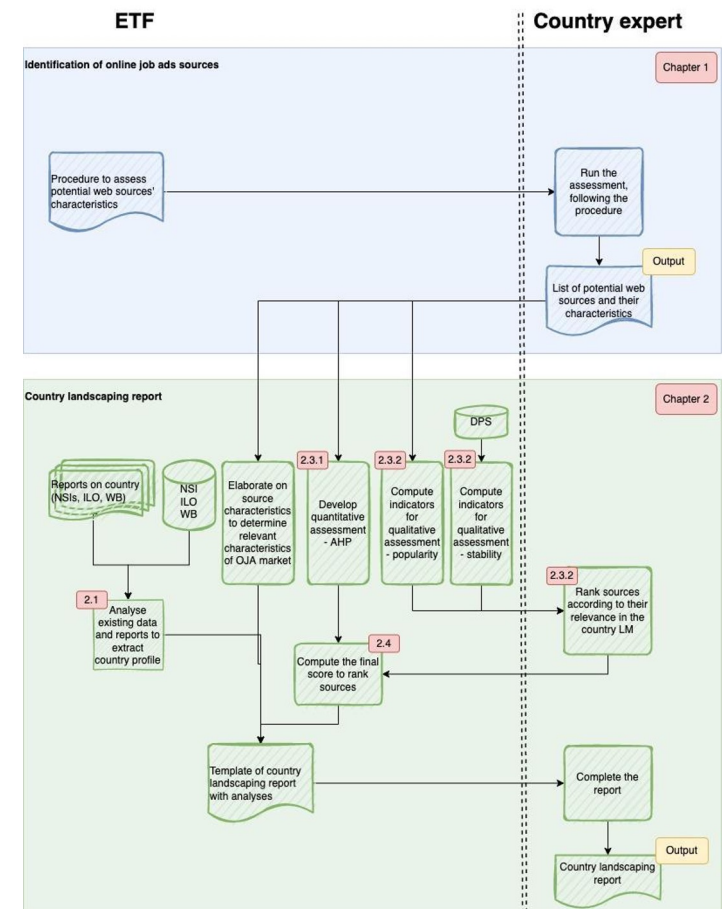 ETF
Country expert
Identification of online job ads sources
Chapter 1
Procedure to assess
potential web sources'
characteristics
Run the
assessment,
following the
procedure
Output
List of potential web
sources and their
characteristics
Country landscaping report
Chapter 2
DPS
Reports on country
(NSIs, ILO, WB)
NSI
ILO
WB
Elaborate on
source
characteristics
to determine
relevant
characteristics
of OJA market
2.3.1
Develop
quantitative
assessment
- AHP
2.3.2
Compute
indicators
for
qualitative
assessment
- popularity
2.3.2
Compute
indicators
for
qualitative
assessment
- stability
2.3.2
Rank sources
according to their
relevance in the
country LM
2.1
Analyse
existing data
and reports to
extract
country profile
2.4
Compute the final
score to rank
sources
Template of country
landscaping report
with analyses
Complete the
report
Output
Country landscaping
report